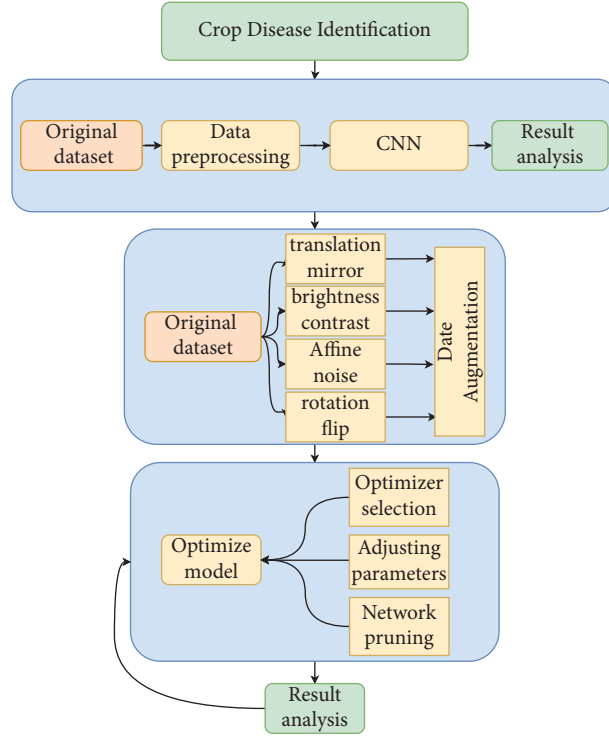 Crop Disease Identification
Original
dataset
Data
preprocessing
CNN
Result
analysis
Original
dataset
translation
mirror
brightness
contrast
Affine
noise
rotation
flip
Date
Augmentation
Optimize
model
Optimizer
selection
Adjusting
parameters
Network
pruning
Result
analysis